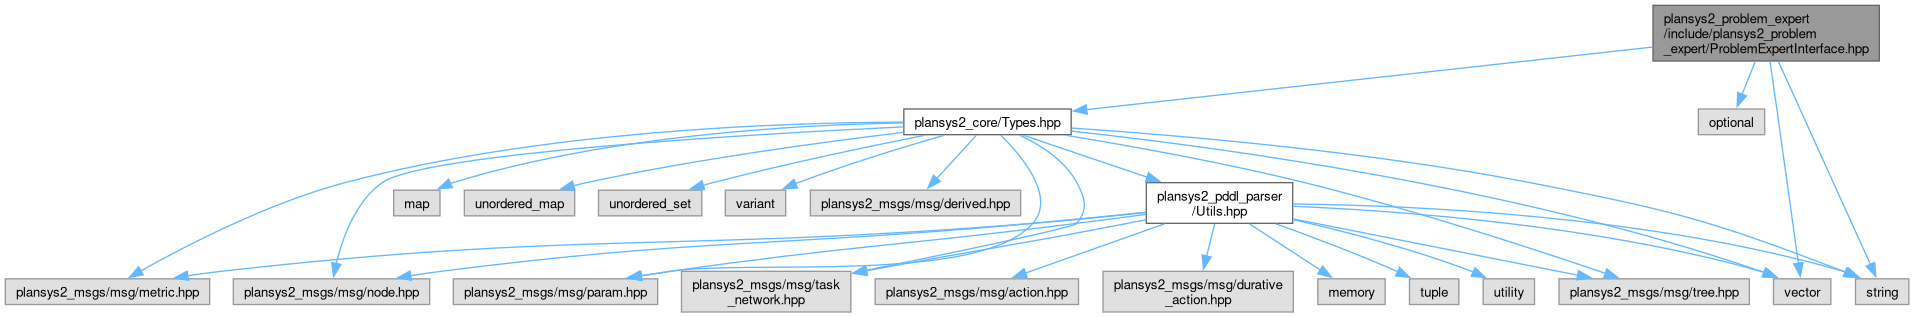 plansys2_problem_expert
/include/plansys2_problem
_expert/ProblemExpertInterface.hpp
plansys2_core/Types.hpp
optional
map
unordered_map
unordered_set
variant
plansys2_msgs/msg/derived.hpp
plansys2_pddl_parser
/Utils.hpp
plansys2_msgs/msg/metric.hpp
plansys2_msgs/msg/node.hpp
plansys2_msgs/msg/param.hpp
plansys2_msgs/msg/task
_network.hpp
plansys2_msgs/msg/action.hpp
plansys2_msgs/msg/durative
_action.hpp
memory
tuple
utility
plansys2_msgs/msg/tree.hpp
vector
string